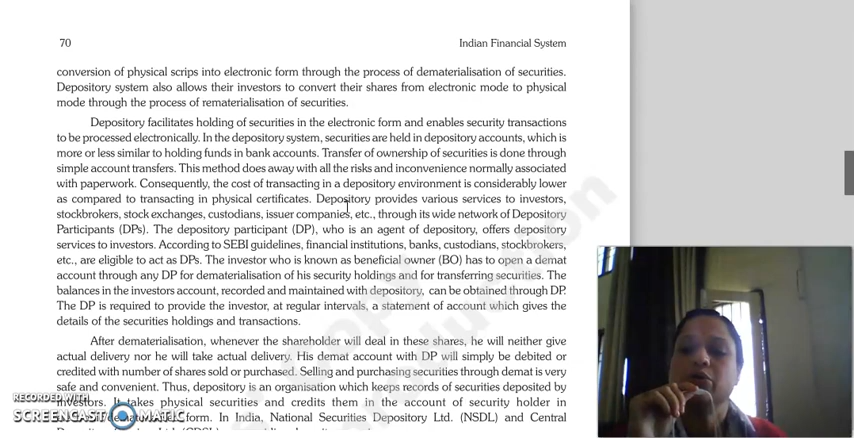 70 Indian Financial System
conversion of physical scrips into electronic form through the process of dematerialisation of securities.
Depository system also allows their investors to convert their shares from electronic mode to physical
mode through the process of rematerialisation of securities.
Depository facilitates holding of securities in the electronic form and enables security transactions
to be processed electronically. In the depository system, securities are held in depository accounts, which is
more or less similar to holding funds in bank accounts. Transfer of ownership of securities is done through
simple account transfers. This method does away with all the risks and inconvenience normally associated
with paperwork. Consequently, the cost of transacting in a depository environment is considerably lower
as compared to transacting in physical certificates. Depository provides various services to investors,
stockbrokers, stock exchanges, custodians, issuer companies, etc., through its wide network of Depository
Participants (DPs). The depository participant (DP), who is an agent of depository, offers depository
services to investors. According to SEBI guidelines, financial institutions, banks, custodians, stockbrokers,
etc., are eligible to act as DPs. The investor who is known as beneficial owner (BO) has to open a demat
account through any DP for dematerialisation of his security holdings and for transferring securities. The
balances in the investors account, recorded and maintained with depository, can be obtained through DP.
The DP is required to provide the investor, at regular intervals, a statement of account which gives the
details of the securities holdings and transactions.
After dematerialisation, whenever the shareholder will deal in these shares, he will neither give
actual delivery nor he will take actual delivery. His demat account with DP will simply be debited or
credited with number of shares sold or purchased. Selling and purchasing securities through demat is very
safe and convenient. Thus, depository is an organisation which keeps records of securities deposited by
investors. It takes physical securities and credits them in the account of security holder in
form. In India, National Securities Depository Ltd. (NSDL) and Central
RECORDED WITH
SCREENCAST MATIC